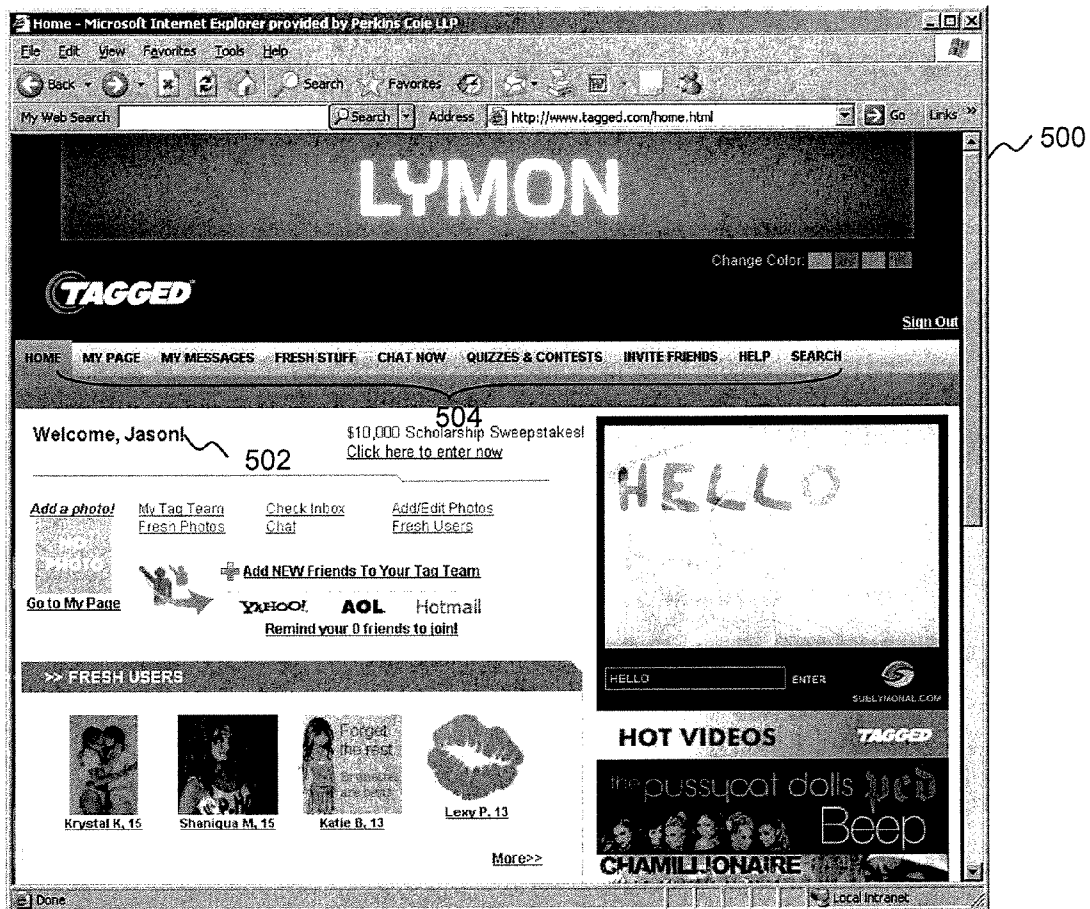 Home - Microsoft Internet Explorer provided by Perkins Coie LLP
File Edit View Favorites Tools Help
Back Search Favorites
My Web Search Search Address http://www.tagged.com/home.html Go Links »
500
LYMON
Change Color:
TAGGED
Sign Out
HOME MY PAGE MY MESSAGES FRESH STUFF CHAT NOW QUIZZES & CONTESTS INVITE FRIENDS HELP SEARCH
504
Welcome, Jason!
502
$10,000 Scholarship Sweepstakes!
Click here to enter now
HELLO
Add a photo! My Tag Team Check Inbox Add/Edit Photos
Fresh Photos Chat Fresh Users
NO PHOTO
Go to My Page
Add NEW Friends To Your Tag Team
YAHOO! AOL Hotmail
Remind your 0 friends to join!
HELLO ENTER
SUBLYMONAL.COM
>> FRESH USERS
HOT VIDEOS TAGGED
Forget
the rest
the pussycat dolls pcd
Beep
Krystal K, 15 Shaniqua M, 15 Katie B, 13 Lexy P, 13
More>>
CHAMILLIONAIRE
Done Local intranet